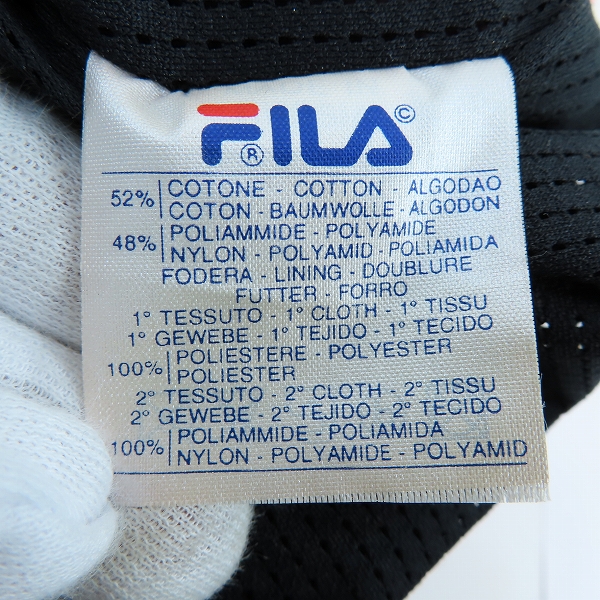 FILA ®©
52% COTONE - COTTON - ALGODAO
COTON - BAUMWOLLE - ALGODON
48% POLIAMMIDE - POLYAMIDE
NYLON - POLYAMID - POLIAMIDA
FODERA - LINING - DOUBLURE
FUTTER - FORRO
1° TESSUTO - 1° CLOTH - 1° TISSU
1° GEWEBE - 1° TEJIDO - 1° TECIDO
100% POLIESTERE - POLYESTER
POLIESTER
2° TESSUTO - 2° CLOTH - 2° TISSU
2° GEWEBE - 2° TEJIDO - 2° TECIDO
100% POLIAMMIDE - POLIAMIDA
NYLON - POLYAMIDE - POLYAMID